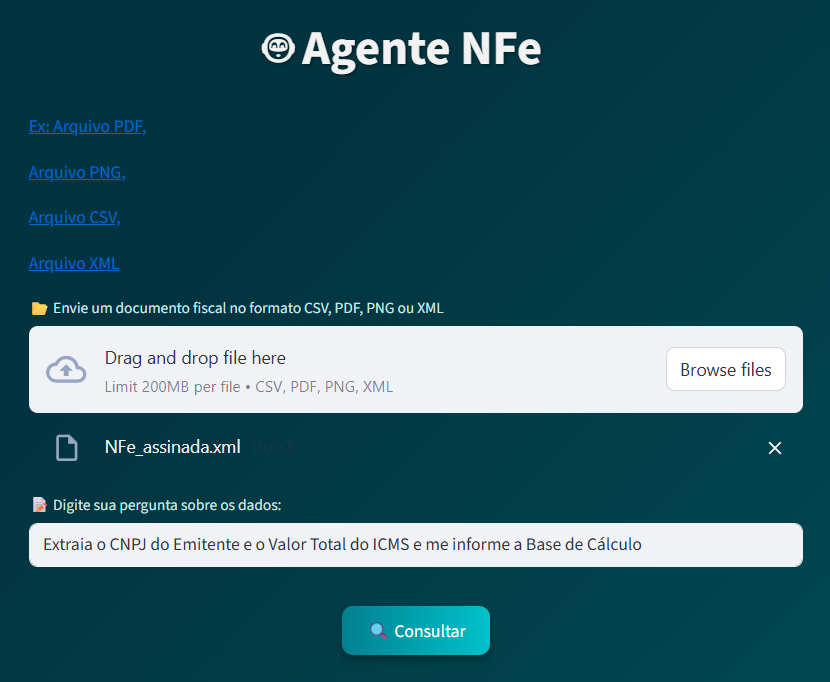 Agente NFe
Ex: Arquivo PDF,
Arquivo PNG,
Arquivo CSV,
Arquivo XML
Envie um documento fiscal no formato CSV, PDF, PNG ou XML
Drag and drop file here
Limit 200MB per file • CSV, PDF, PNG, XML
Browse files
NFe_assinada.xml 10.0KB
Digite sua pergunta sobre os dados:
Extraia o CNPJ do Emitente e o Valor Total do ICMS e me informe a Base de Cálculo
Consultar